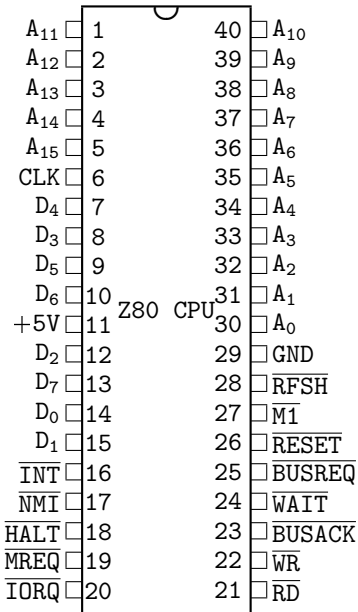 A₁₁ 1 40 A₁₀
A₁₂ 2 39 A₉
A₁₃ 3 38 A₈
A₁₄ 4 37 A₇
A₁₅ 5 36 A₆
CLK 6 35 A₅
D₄ 7 34 A₄
D₃ 8 33 A₃
D₅ 9 32 A₂
D₆ 10 31 A₁
Z80 CPU
+5V 11 30 A₀
D₂ 12 29 GND
D₇ 13 28 RFSH
D₀ 14 27 M1
D₁ 15 26 RESET
INT 16 25 BUSREQ
NMI 17 24 WAIT
HALT 18 23 BUSACK
MREQ 19 22 WR
IORQ 20 21 RD